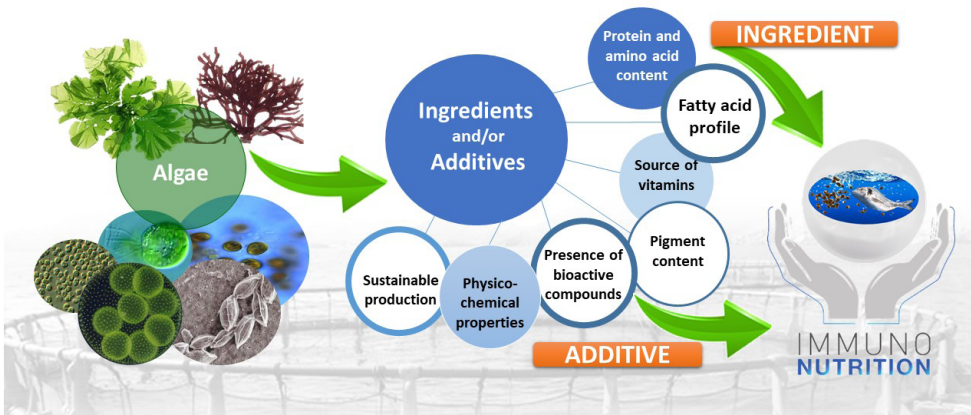 Algae
Ingredients
and/or
Additives
Protein and
amino acid
content
Fatty acid
profile
Source of
vitamins
Pigment
content
Presence of
bioactive
compounds
Physico-
chemical
properties
Sustainable
production
INGREDIENT
ADDITIVE
IMMUNO
NUTRITION